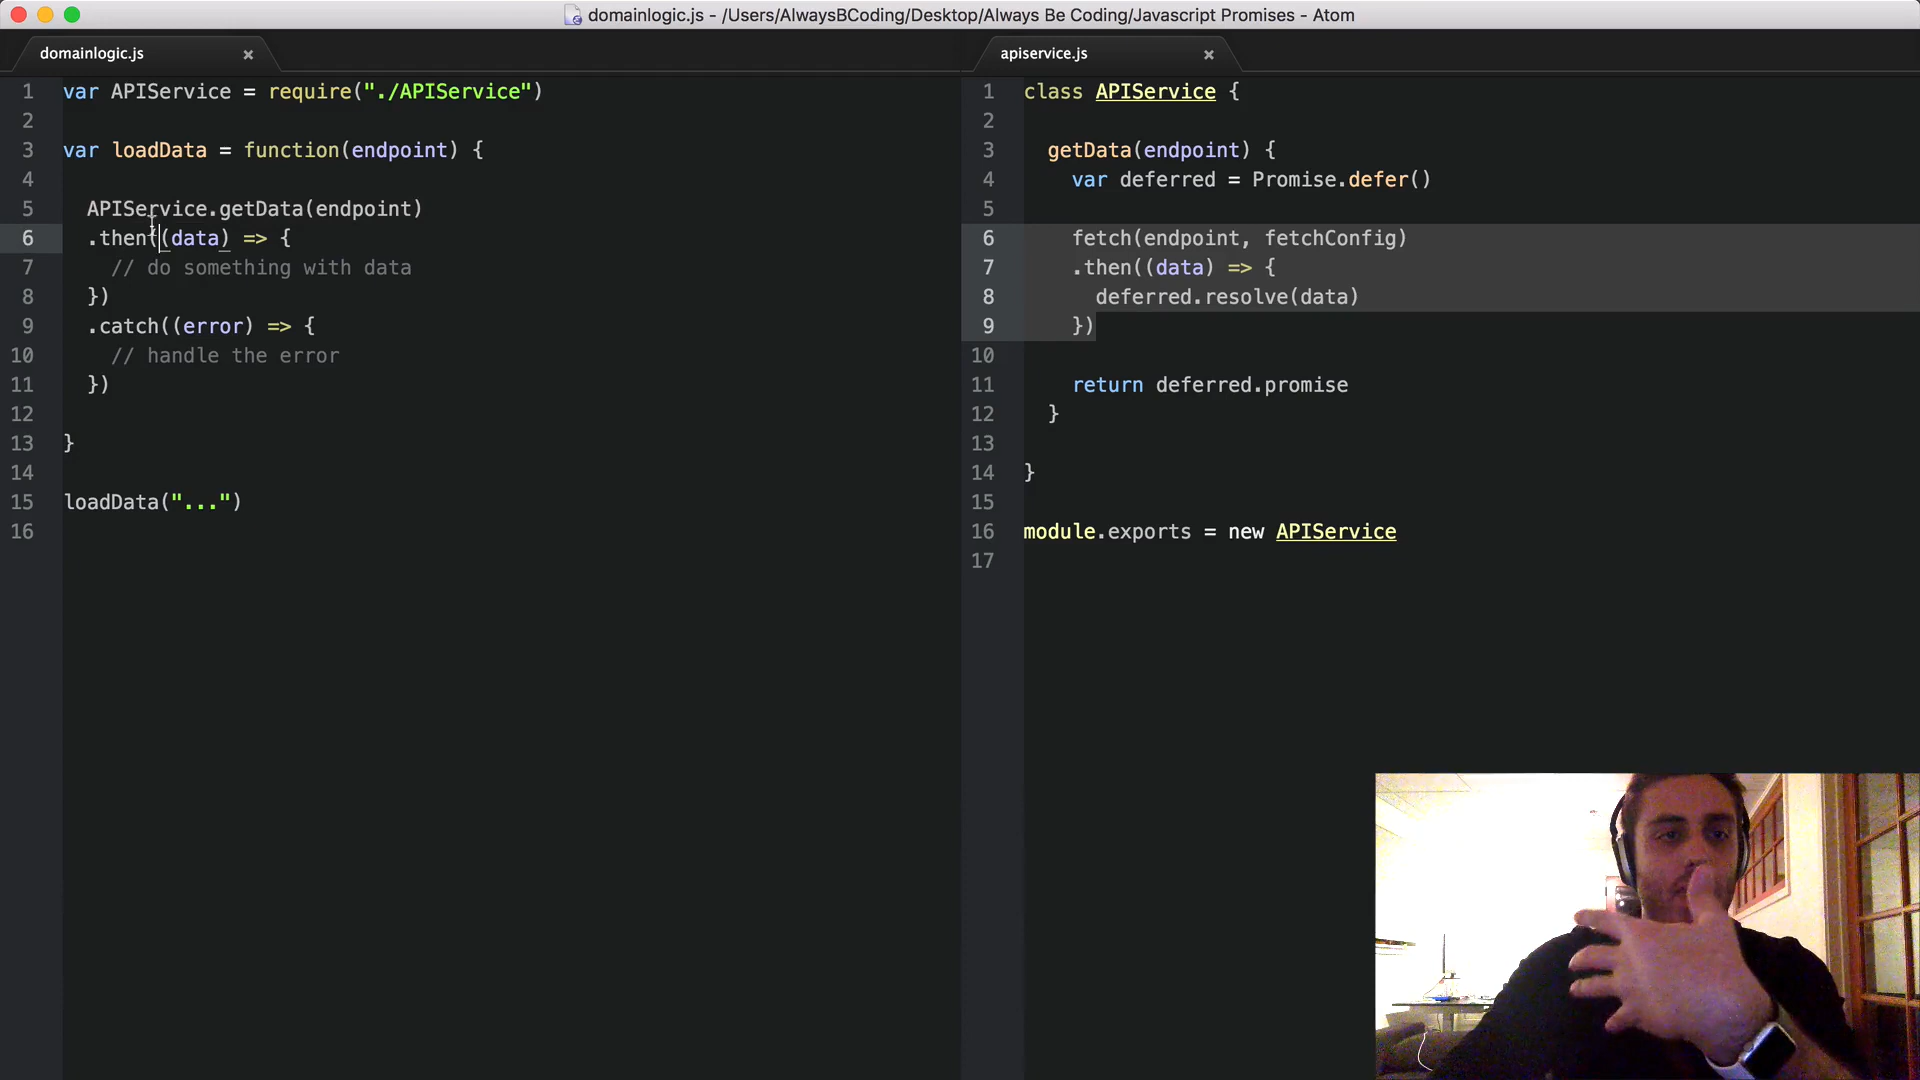 domainlogic.js - /Users/AlwaysBCoding/Desktop/Always Be Coding/Javascript Promises - Atom
domainlogic.js
1 var APIService = require("./APIService")
2
3 var loadData = function(endpoint) {
4
5 APIService.getData(endpoint)
6 .then((data) => {
7 // do something with data
8 })
9 .catch((error) => {
10 // handle the error
11 })
12
13 }
14
15 loadData("...")
16
apiservice.js
1 class APIService {
2
3 getData(endpoint) {
4 var deferred = Promise.defer()
5
6 fetch(endpoint, fetchConfig)
7 .then((data) => {
8 deferred.resolve(data)
9 })
10
11 return deferred.promise
12 }
13
14 }
15
16 module.exports = new APIService
17